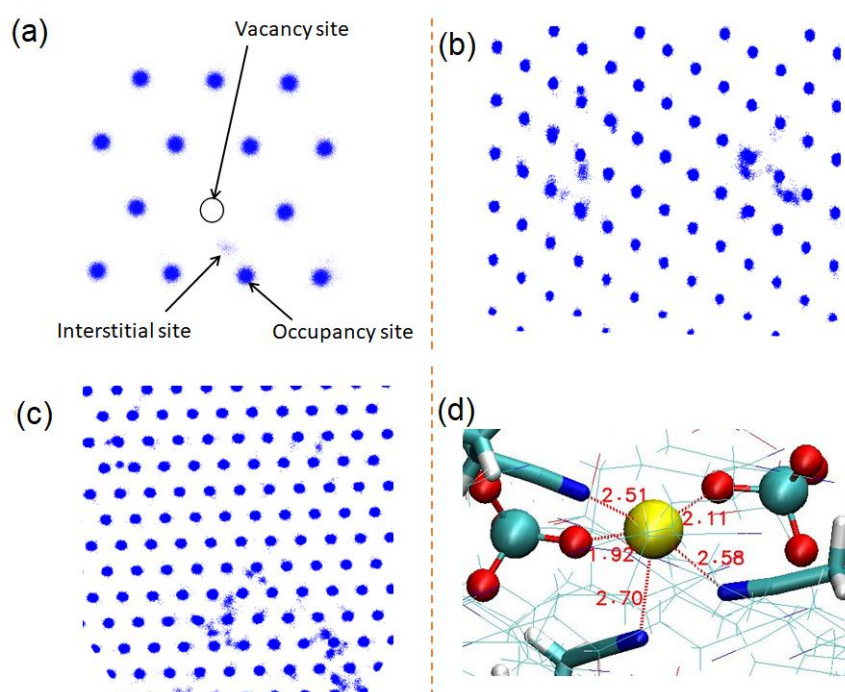 (a)
Vacancy site
Interstitial site
Occupancy site
(b)
(c)
(d)
2.51
2.11
1.92
2.58
2.70